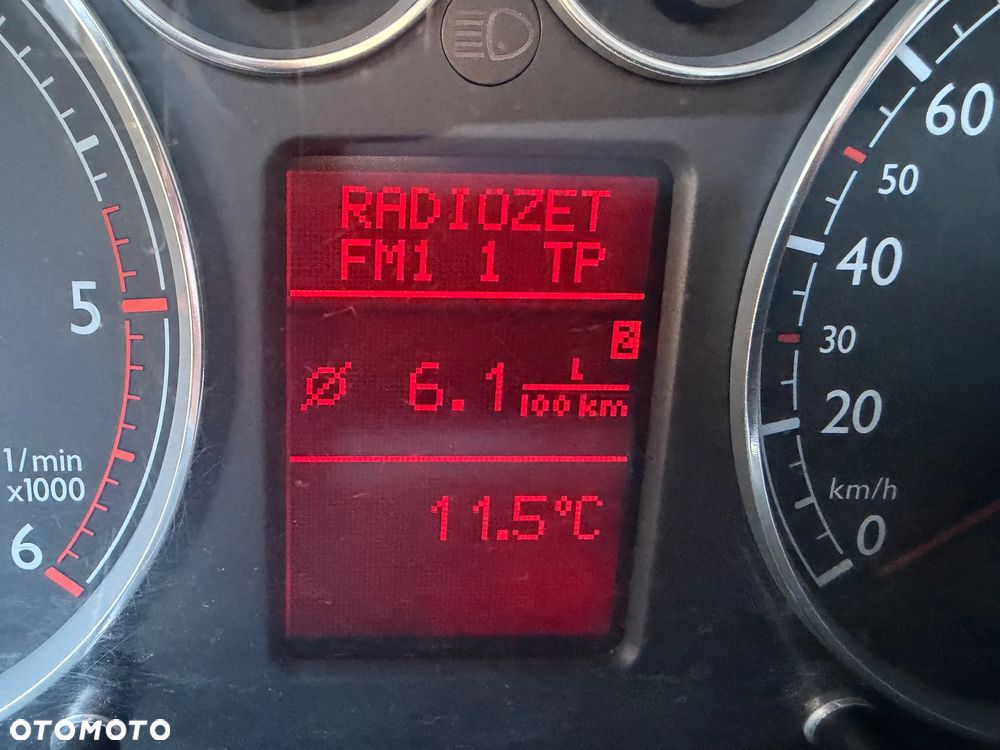 RADIOZET
FM1 1 TP
2
Ø 6.1 L/100 km
11.5°C
5
1/min
x1000
6
60
50
40
30
20
km/h
0
OTOMOTO